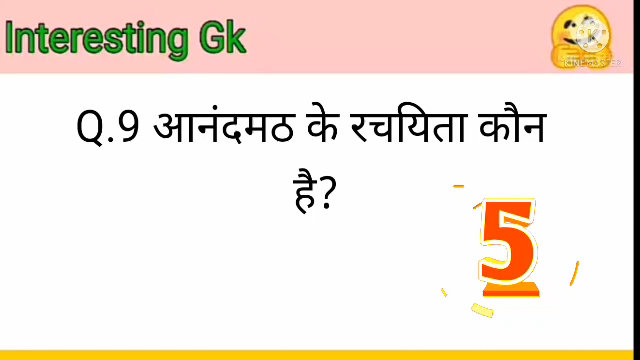 Interesting Gk
Q.9 आनंदमठ के रचयिता कौन
है?
5